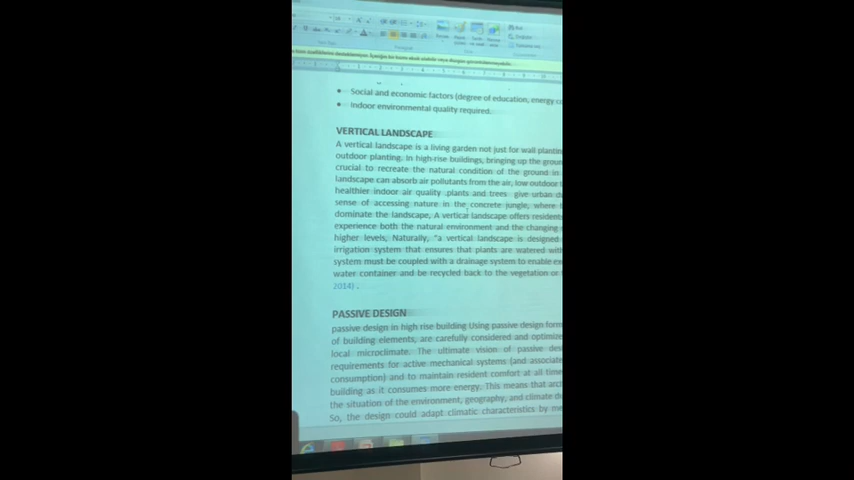 Social and economic factors (degree of education, energy
Indoor environmental quality required.
VERTICAL LANDSCAPE
A vertical landscape is a living garden not just for wall
outdoor planting. In high-rise buildings, bringing up the
crucial to recreate the natural condition of the ground in
landscape can absorb air pollutants from the air, low outdoor
healthier indoor air quality .plants and trees give urban
sense of accessing nature in the concrete jungle, where
dominate the landscape, A vertical landscape offers residents
experience both the natural environment and the changing
higher levels, Naturally, "a vertical landscape is designed
irrigation system that ensures that plants are watered
system must be coupled with a drainage system to enable
water container and be recycled back to the vegetation or
2014) .
PASSIVE DESIGN
passive design in high rise building Using passive design
of building elements, are carefully considered and
local microclimate. The ultimate vision of passive
requirements for active mechanical systems (and
consumption) and to maintain resident comfort at all
building as it consumes more energy. This means that
the situation of the environment, geography, and climate
So, the design could adapt climatic characteristics by